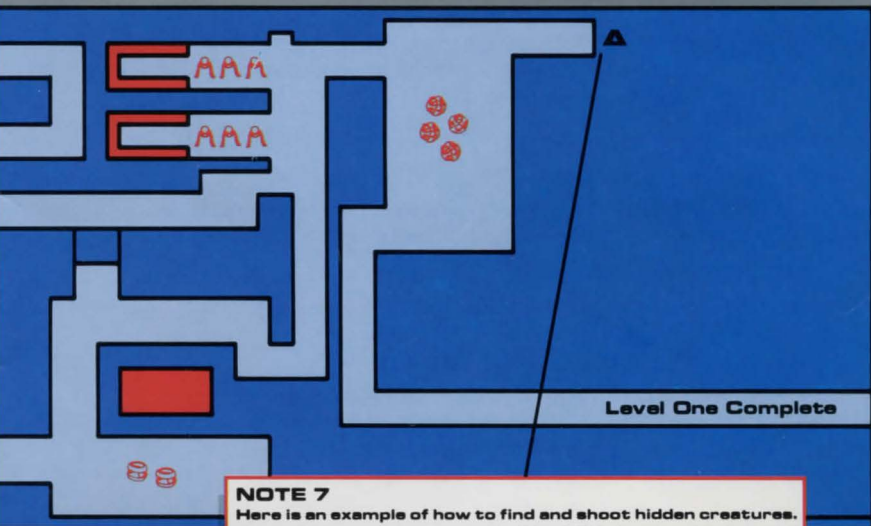 A
Level One Complete
NOTE 7
Here is an example of how to find and shoot hidden creatures.